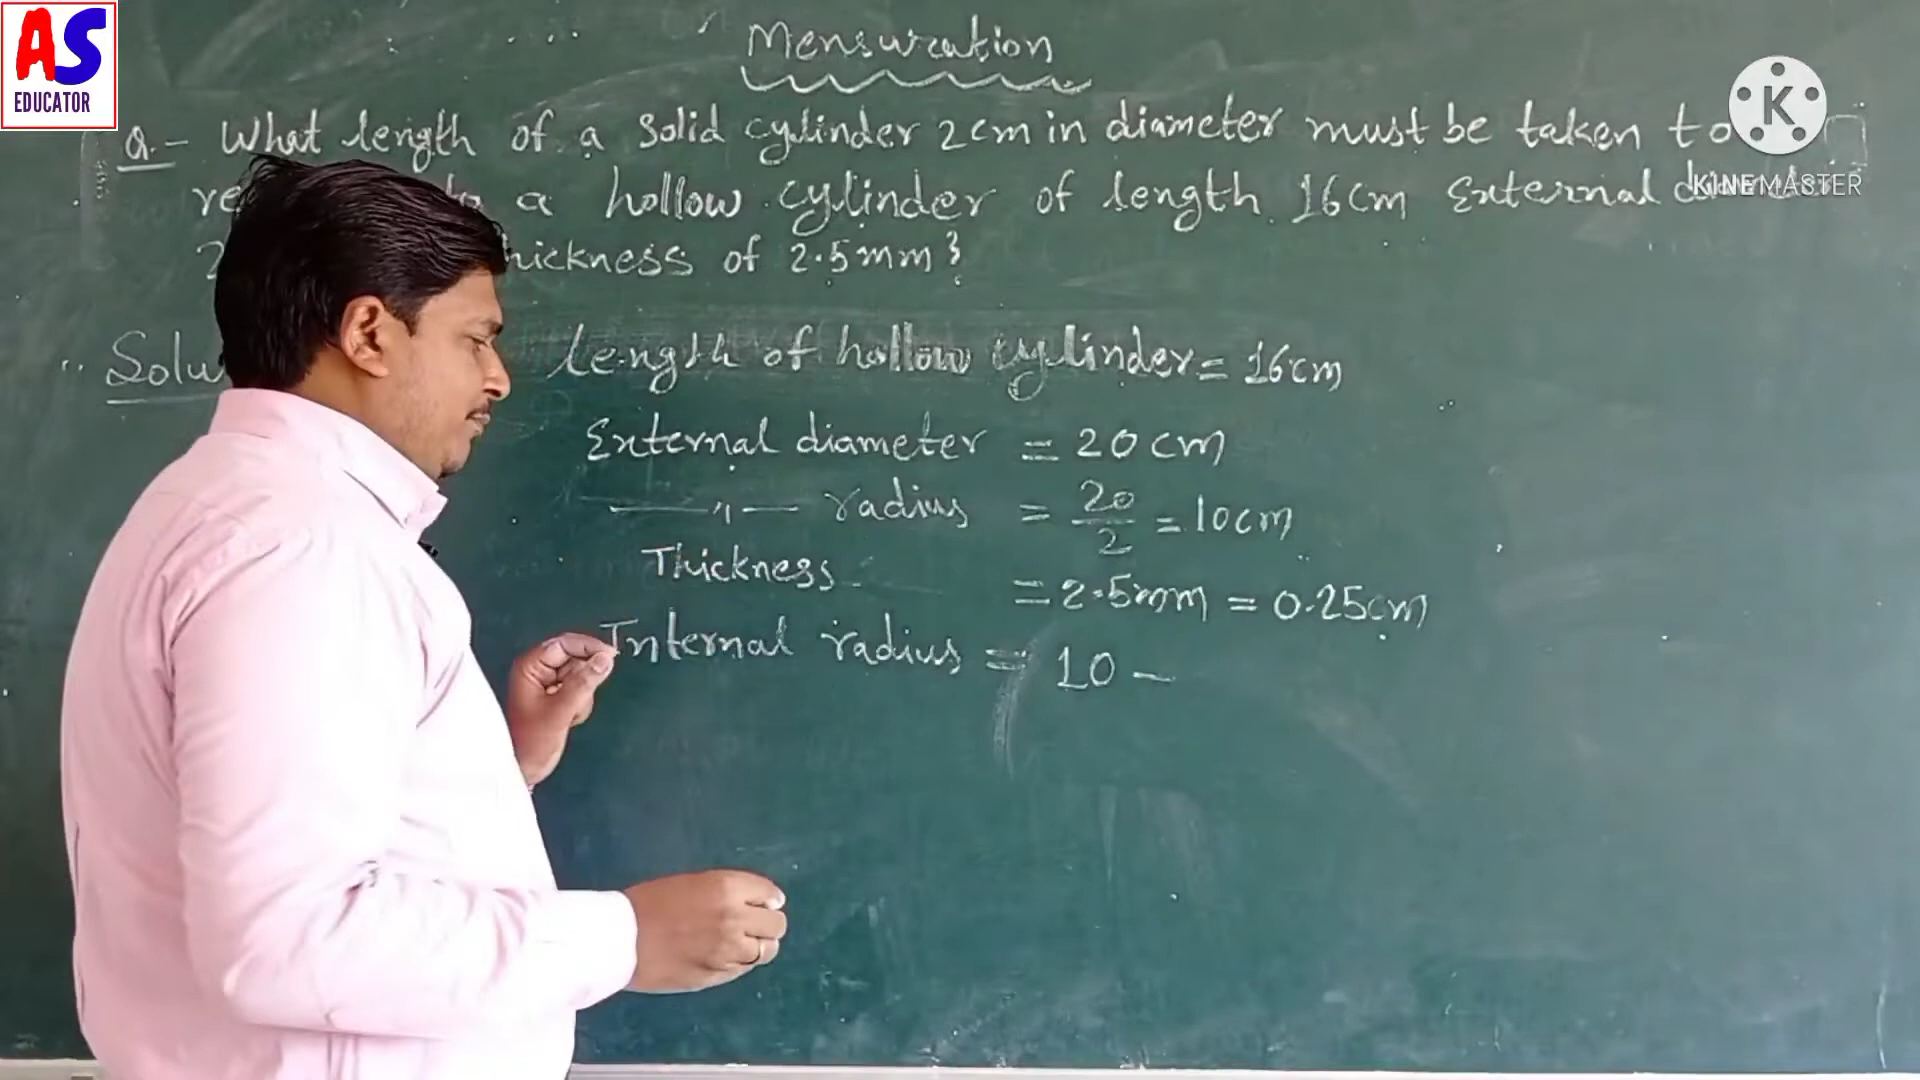 AS
EDUCATOR
Mensuration
K
KINEMASTER
Q.- What length of a solid cylinder 2cm in diameter must be taken to
re a hollow cylinder of length 16cm External
2 hickness of 2.5mm?
Solu length of hollow cylinder = 16cm
External diameter = 20cm
—〃— radius = 20/2 = 10cm
Thickness = 2.5mm = 0.25cm
Internal radius = 10 -